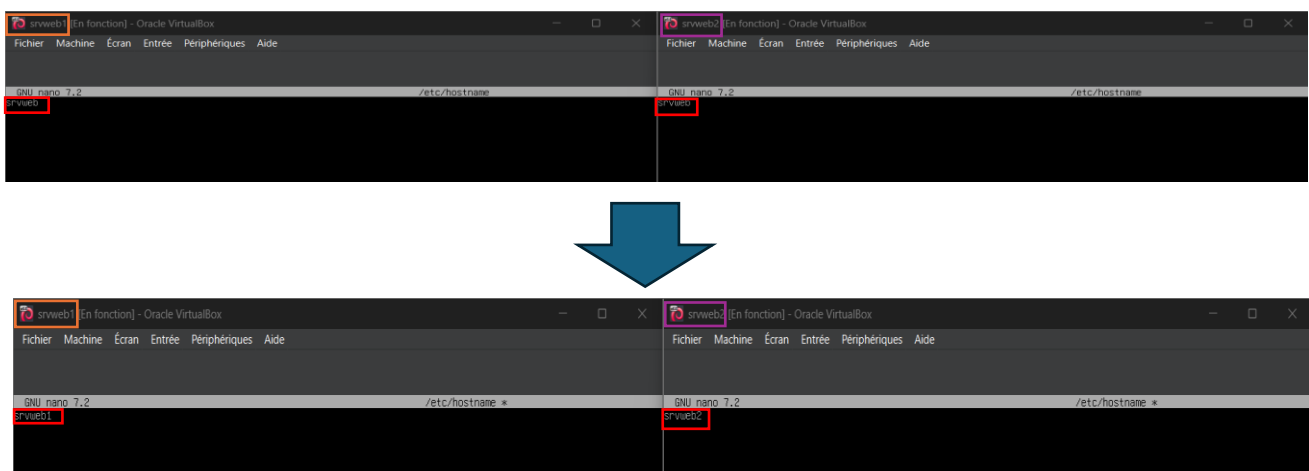 srvweb1 [En fonction] - Oracle VirtualBox
Fichier Machine Écran Entrée Périphériques Aide
GNU nano 7.2 /etc/hostname
srvweb
srvweb2 [En fonction] - Oracle VirtualBox
Fichier Machine Écran Entrée Périphériques Aide
GNU nano 7.2 /etc/hostname
srvweb
srvweb1 [En fonction] - Oracle VirtualBox
Fichier Machine Écran Entrée Périphériques Aide
GNU nano 7.2 /etc/hostname *
srvweb1
srvweb2 [En fonction] - Oracle VirtualBox
Fichier Machine Écran Entrée Périphériques Aide
GNU nano 7.2 /etc/hostname *
srvweb2